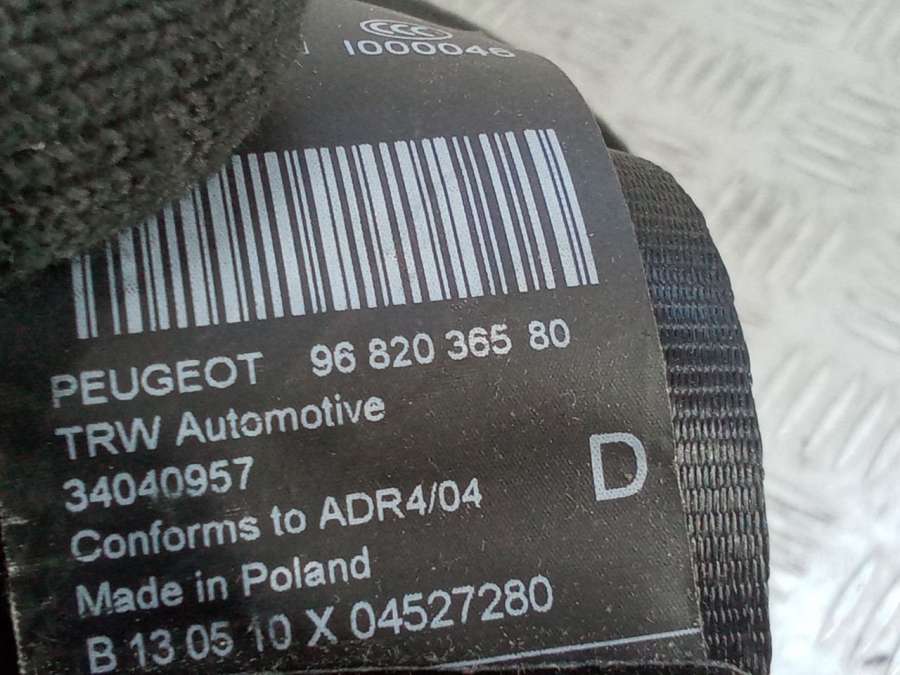 CCC
I000046
PEUGEOT 96 820 365 80
TRW Automotive
34040957
D
Conforms to ADR4/04
Made in Poland
B 13 05 10 X 04527280